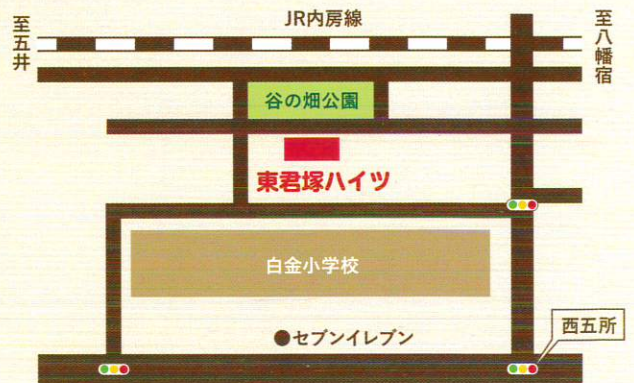 JR内房線
至五井
至八幡宿
谷の畑公園
東君塚ハイツ
白金小学校
●セブンイレブン
西五所